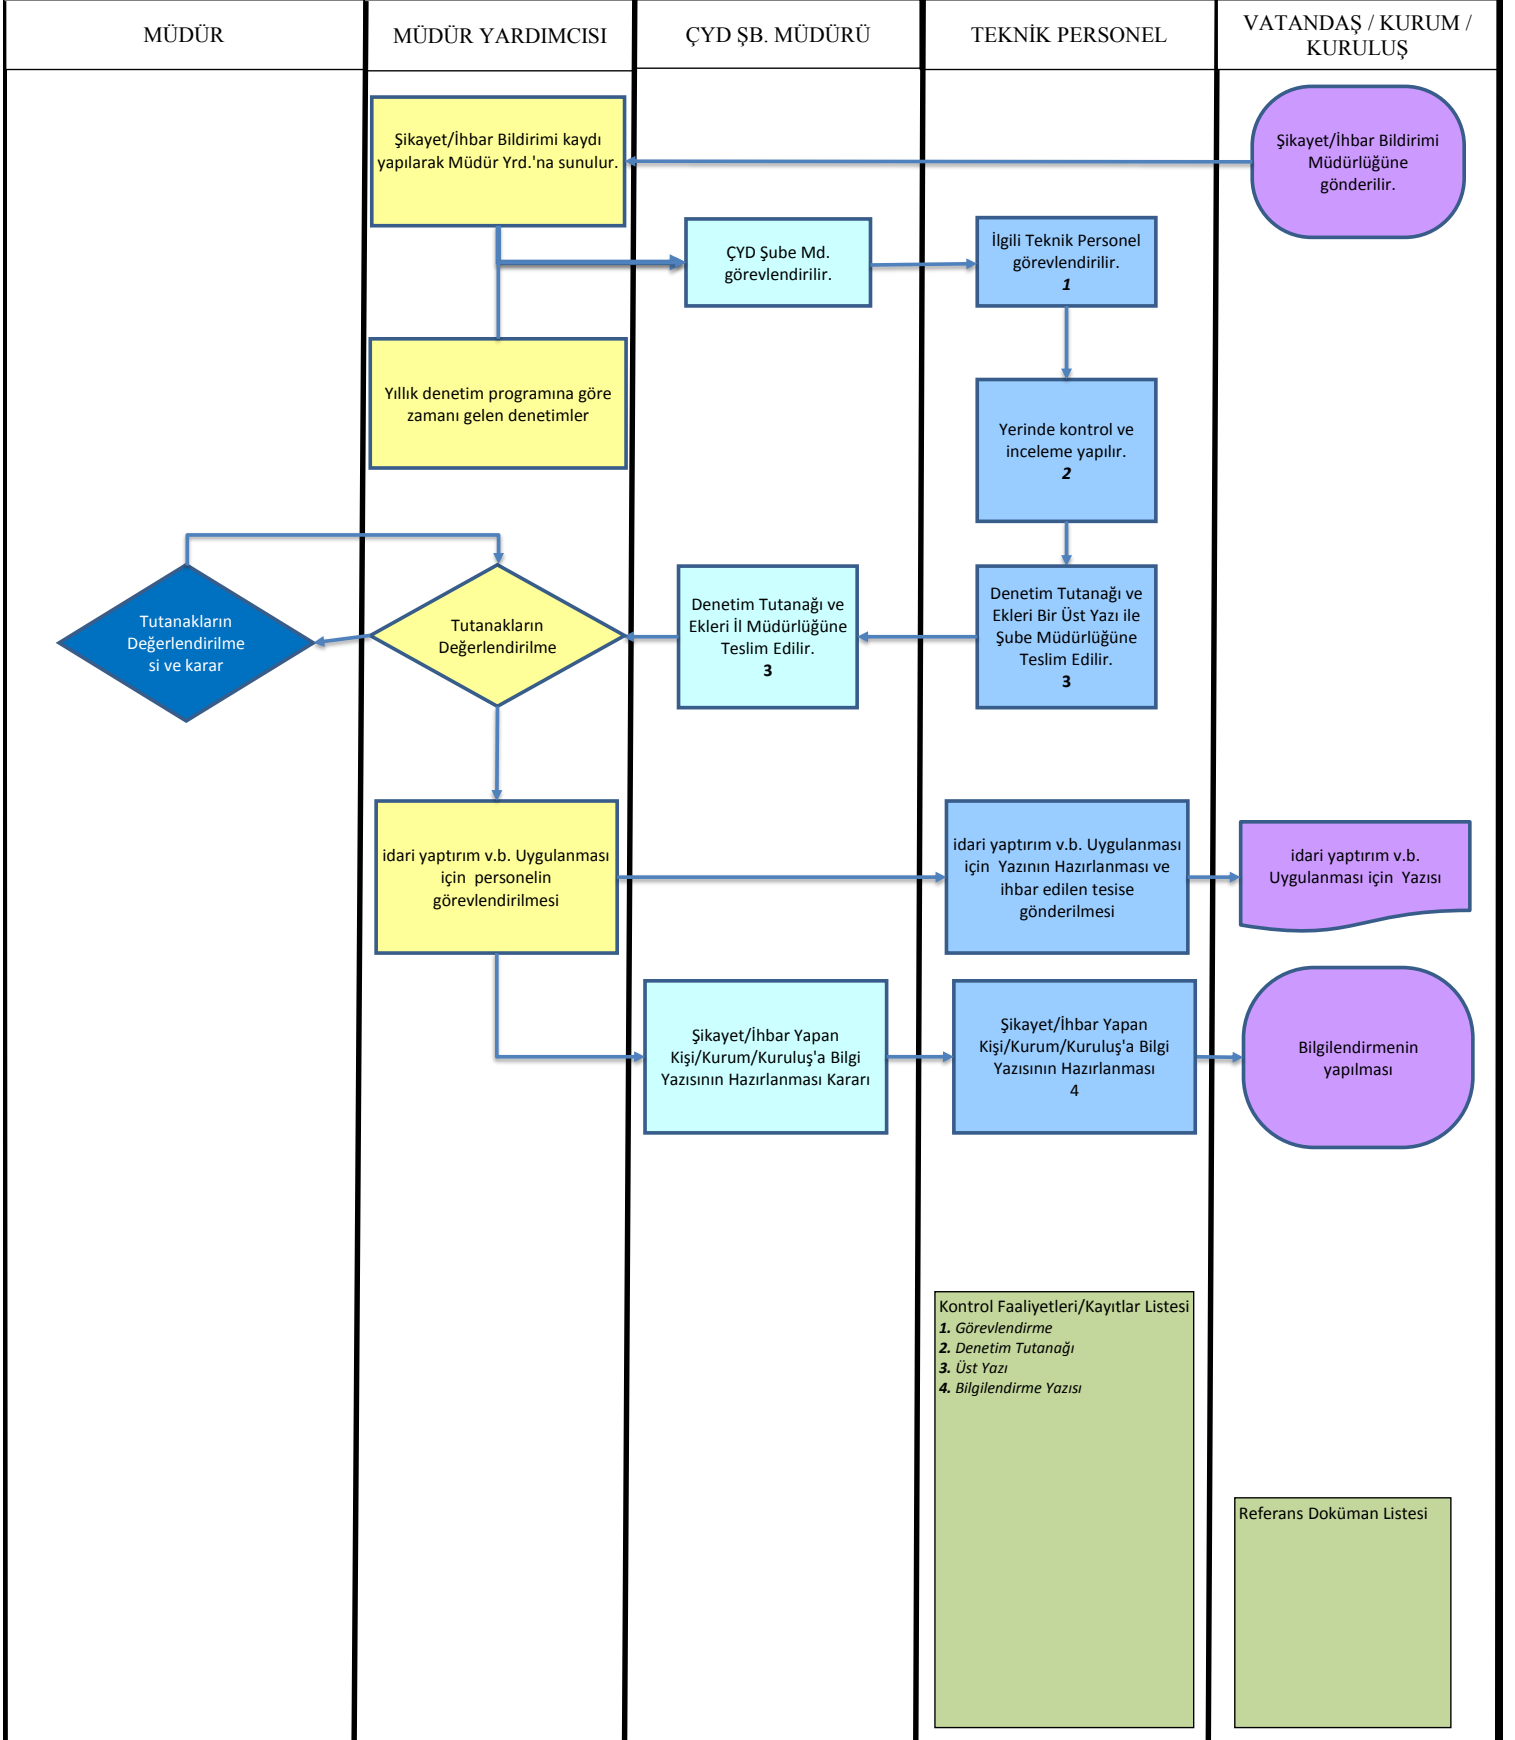 MÜDÜR
MÜDÜR YARDIMCISI
ÇYD ŞB. MÜDÜRÜ
TEKNİK PERSONEL
VATANDAŞ / KURUM /
KURULUŞ
Şikayet/İhbar Bildirimi kaydı
yapılarak Müdür Yrd.'na sunulur.
Şikayet/İhbar Bildirimi
Müdürlüğüne
gönderilir.
ÇYD Şube Md.
görevlendirilir.
İlgili Teknik Personel
görevlendirilir.
1
Yıllık denetim programına göre
zamanı gelen denetimler
Yerinde kontrol ve
inceleme yapılır.
2
Tutanakların
Değerlendirilme
si ve karar
Tutanakların
Değerlendirilme
Denetim Tutanağı ve
Ekleri İl Müdürlüğüne
Teslim Edilir.
3
Denetim Tutanağı ve
Ekleri Bir Üst Yazı ile
Şube Müdürlüğüne
Teslim Edilir.
3
idari yaptırım v.b. Uygulanması
için personelin
görevlendirilmesi
idari yaptırım v.b. Uygulanması
için Yazının Hazırlanması ve
ihbar edilen tesise
gönderilmesi
idari yaptırım v.b.
Uygulanması için Yazısı
Şikayet/İhbar Yapan
Kişi/Kurum/Kuruluş'a Bilgi
Yazısının Hazırlanması Kararı
Şikayet/İhbar Yapan
Kişi/Kurum/Kuruluş'a Bilgi
Yazısının Hazırlanması
4
Bilgilendirmenin
yapılması
Kontrol Faaliyetleri/Kayıtlar Listesi
1. Görevlendirme
2. Denetim Tutanağı
3. Üst Yazı
4. Bilgilendirme Yazısı
Referans Doküman Listesi